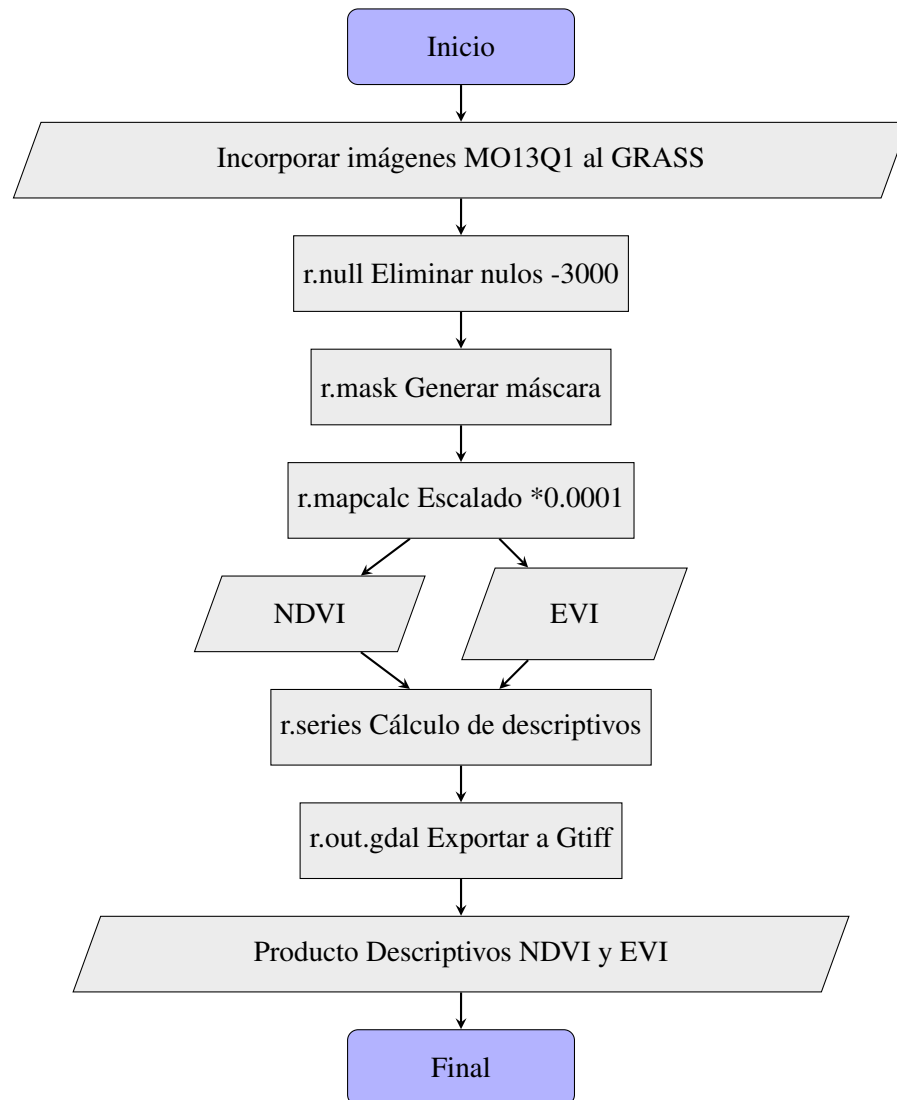 Inicio
Incorporar imágenes MO13Q1 al GRASS
r.null Eliminar nulos -3000
r.mask Generar máscara
r.mapcalc Escalado *0.0001
NDVI
EVI
r.series Cálculo de descriptivos
r.out.gdal Exportar a Gtiff
Producto Descriptivos NDVI y EVI
Final